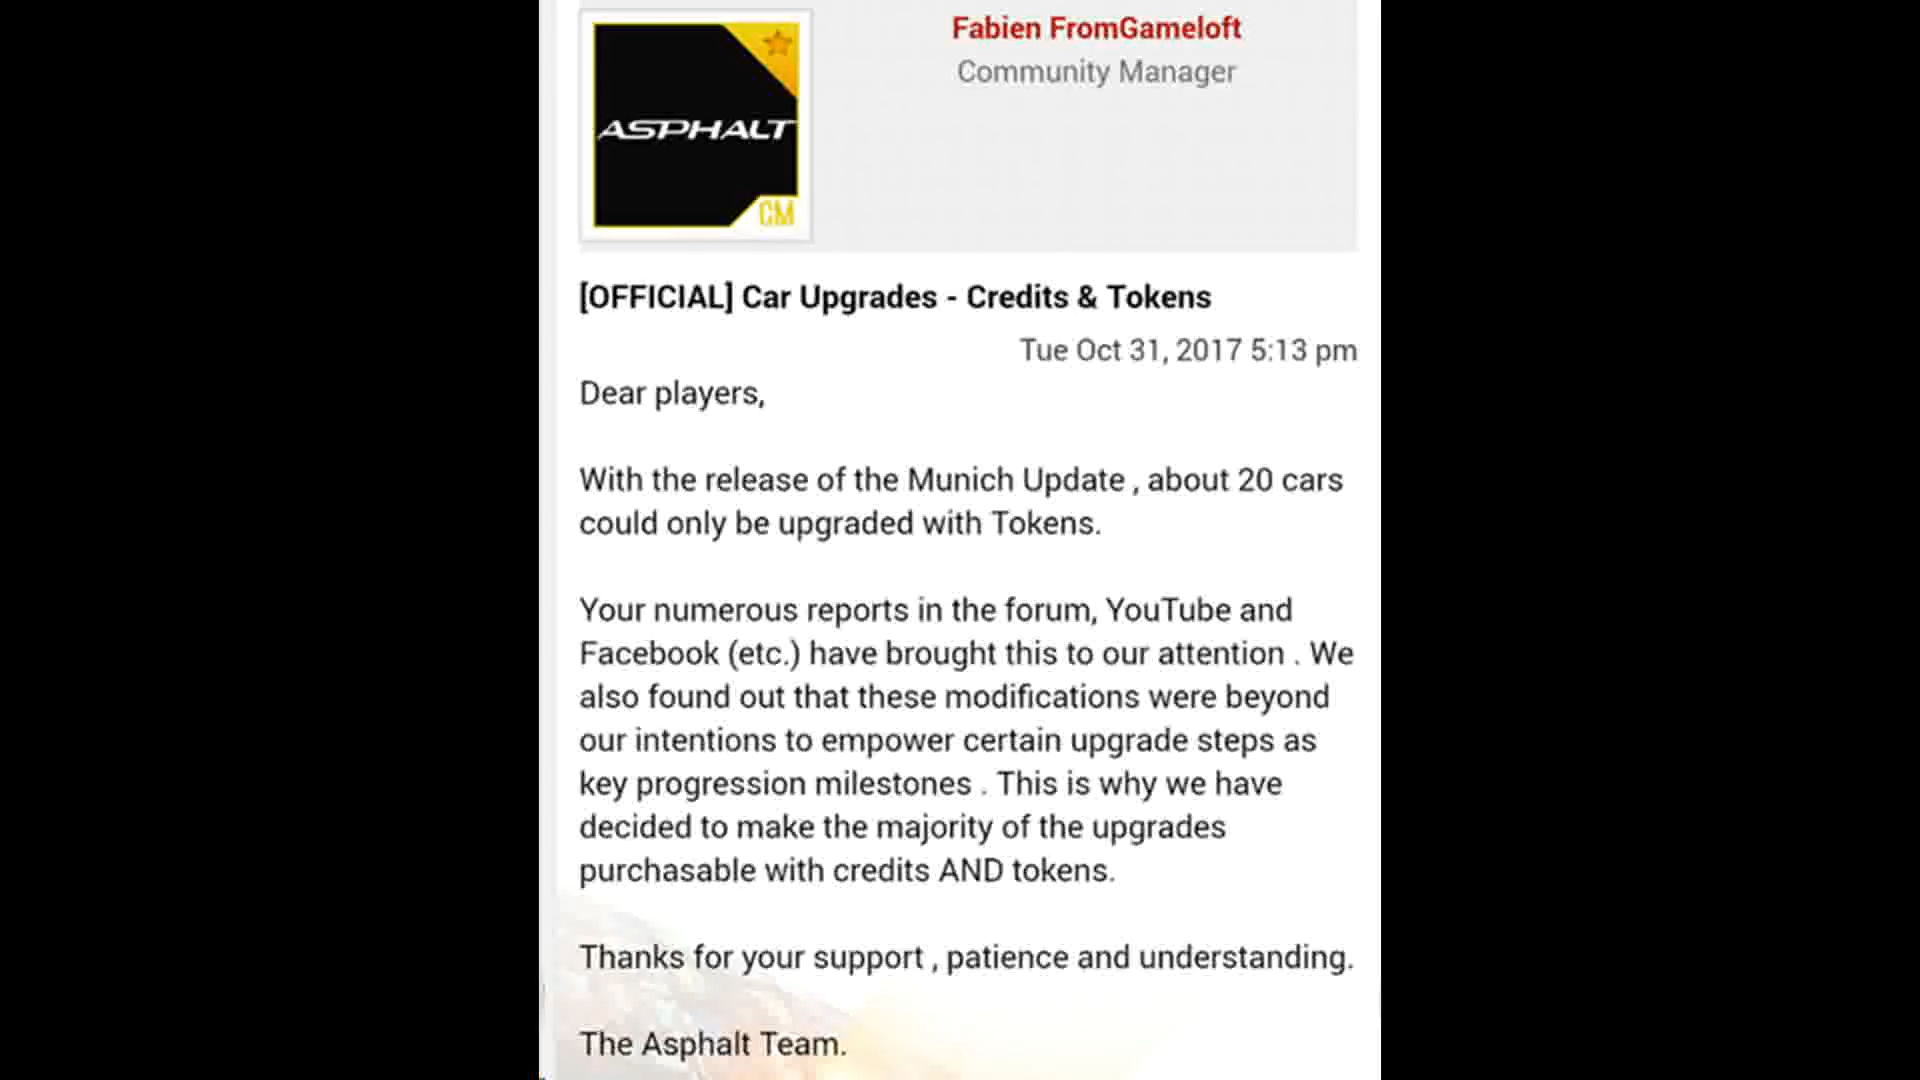 Fabien FromGameloft
Community Manager
ASPHALT
CM
[OFFICIAL] Car Upgrades - Credits & Tokens
Tue Oct 31, 2017 5:13 pm
Dear players,
With the release of the Munich Update , about 20 cars
could only be upgraded with Tokens.
Your numerous reports in the forum, YouTube and
Facebook (etc.) have brought this to our attention . We
also found out that these modifications were beyond
our intentions to empower certain upgrade steps as
key progression milestones . This is why we have
decided to make the majority of the upgrades
purchasable with credits AND tokens.
Thanks for your support , patience and understanding.
The Asphalt Team.